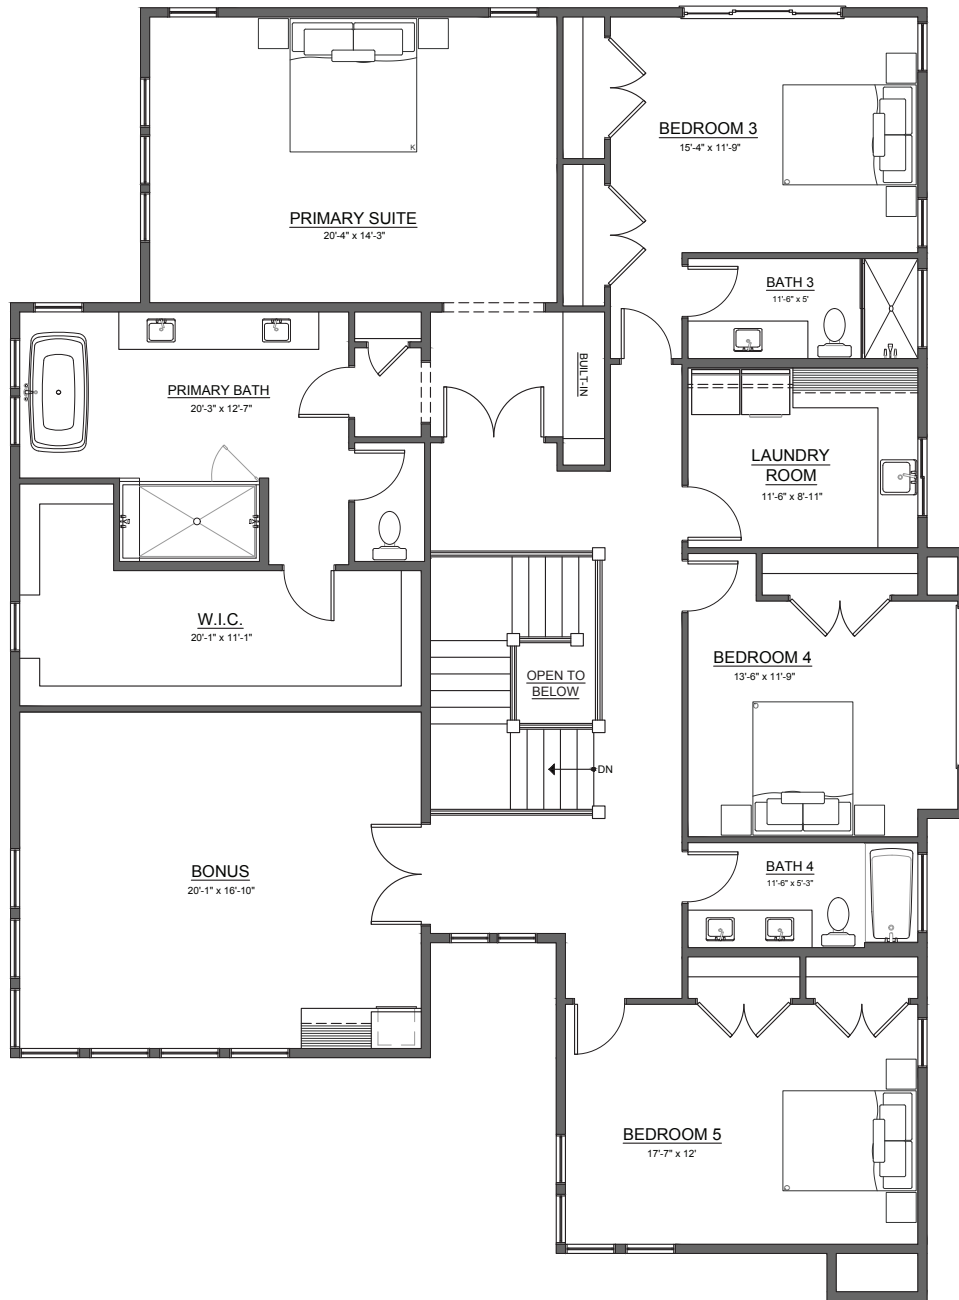 PRIMARY SUITE
20'-4" x 14'-3"
K
BEDROOM 3
15'-4" x 11'-9"
BATH 3
11'-6" x 5'
PRIMARY BATH
20'-3" x 12'-7"
BUILT-IN
LAUNDRY
ROOM
11'-6" x 8'-11"
W.I.C.
20'-1" x 11'-1"
OPEN TO
BELOW
DN
BEDROOM 4
13'-6" x 11'-9"
BONUS
20'-1" x 16'-10"
BATH 4
11'-6" x 5'-3"
BEDROOM 5
17'-7" x 12'